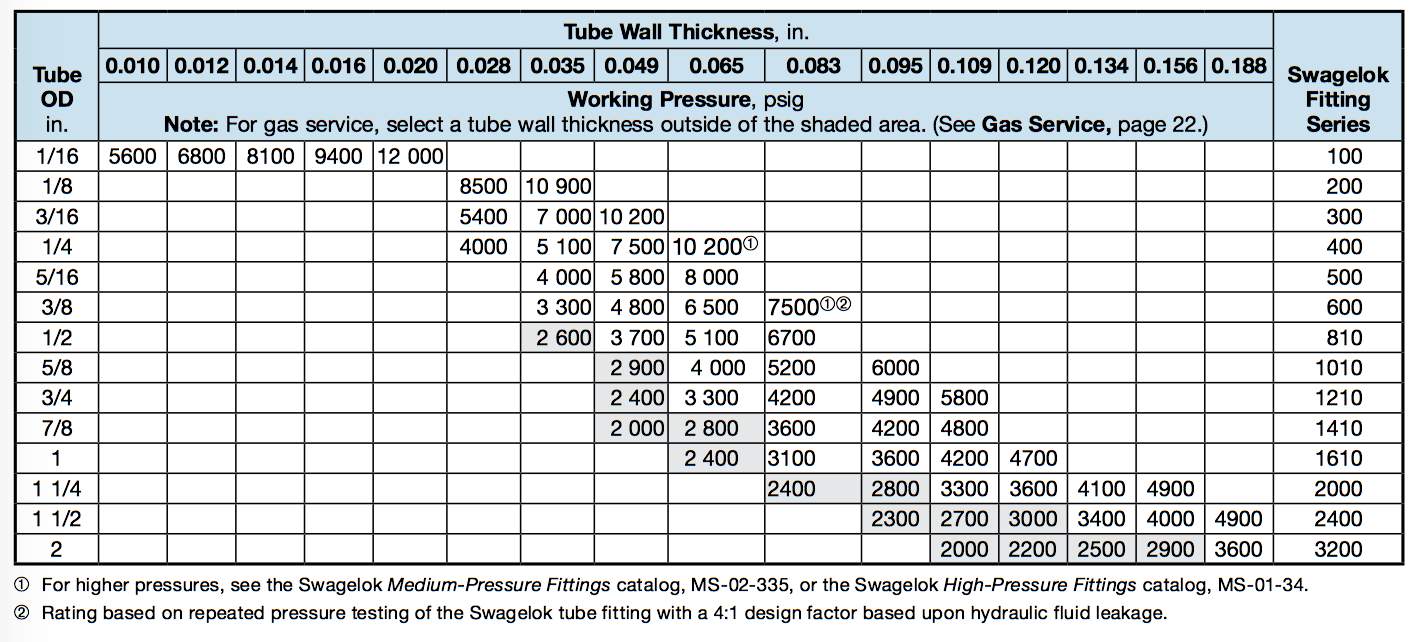 Tube Wall Thickness, in.
Tube OD in. 0.010 0.012 0.014 0.016 0.020 0.028 0.035 0.049 0.065 0.083 0.095 0.109 0.120 0.134 0.156 0.188 Swagelok Fitting Series
Working Pressure, psig
Note: For gas service, select a tube wall thickness outside of the shaded area. (See Gas Service, page 22.)
1/16 5600 6800 8100 9400 12 000 100
1/8 8500 10 900 200
3/16 5400 7 000 10 200 300
1/4 4000 5 100 7 500 10 200① 400
5/16 4 000 5 800 8 000 500
3/8 3 300 4 800 6 500 7500①② 600
1/2 2 600 3 700 5 100 6700 810
5/8 2 900 4 000 5200 6000 1010
3/4 2 400 3 300 4200 4900 5800 1210
7/8 2 000 2 800 3600 4200 4800 1410
1 2 400 3100 3600 4200 4700 1610
1 1/4 2400 2800 3300 3600 4100 4900 2000
1 1/2 2300 2700 3000 3400 4000 4900 2400
2 2000 2200 2500 2900 3600 3200
① For higher pressures, see the Swagelok Medium-Pressure Fittings catalog, MS-02-335, or the Swagelok High-Pressure Fittings catalog, MS-01-34.
② Rating based on repeated pressure testing of the Swagelok tube fitting with a 4:1 design factor based upon hydraulic fluid leakage.